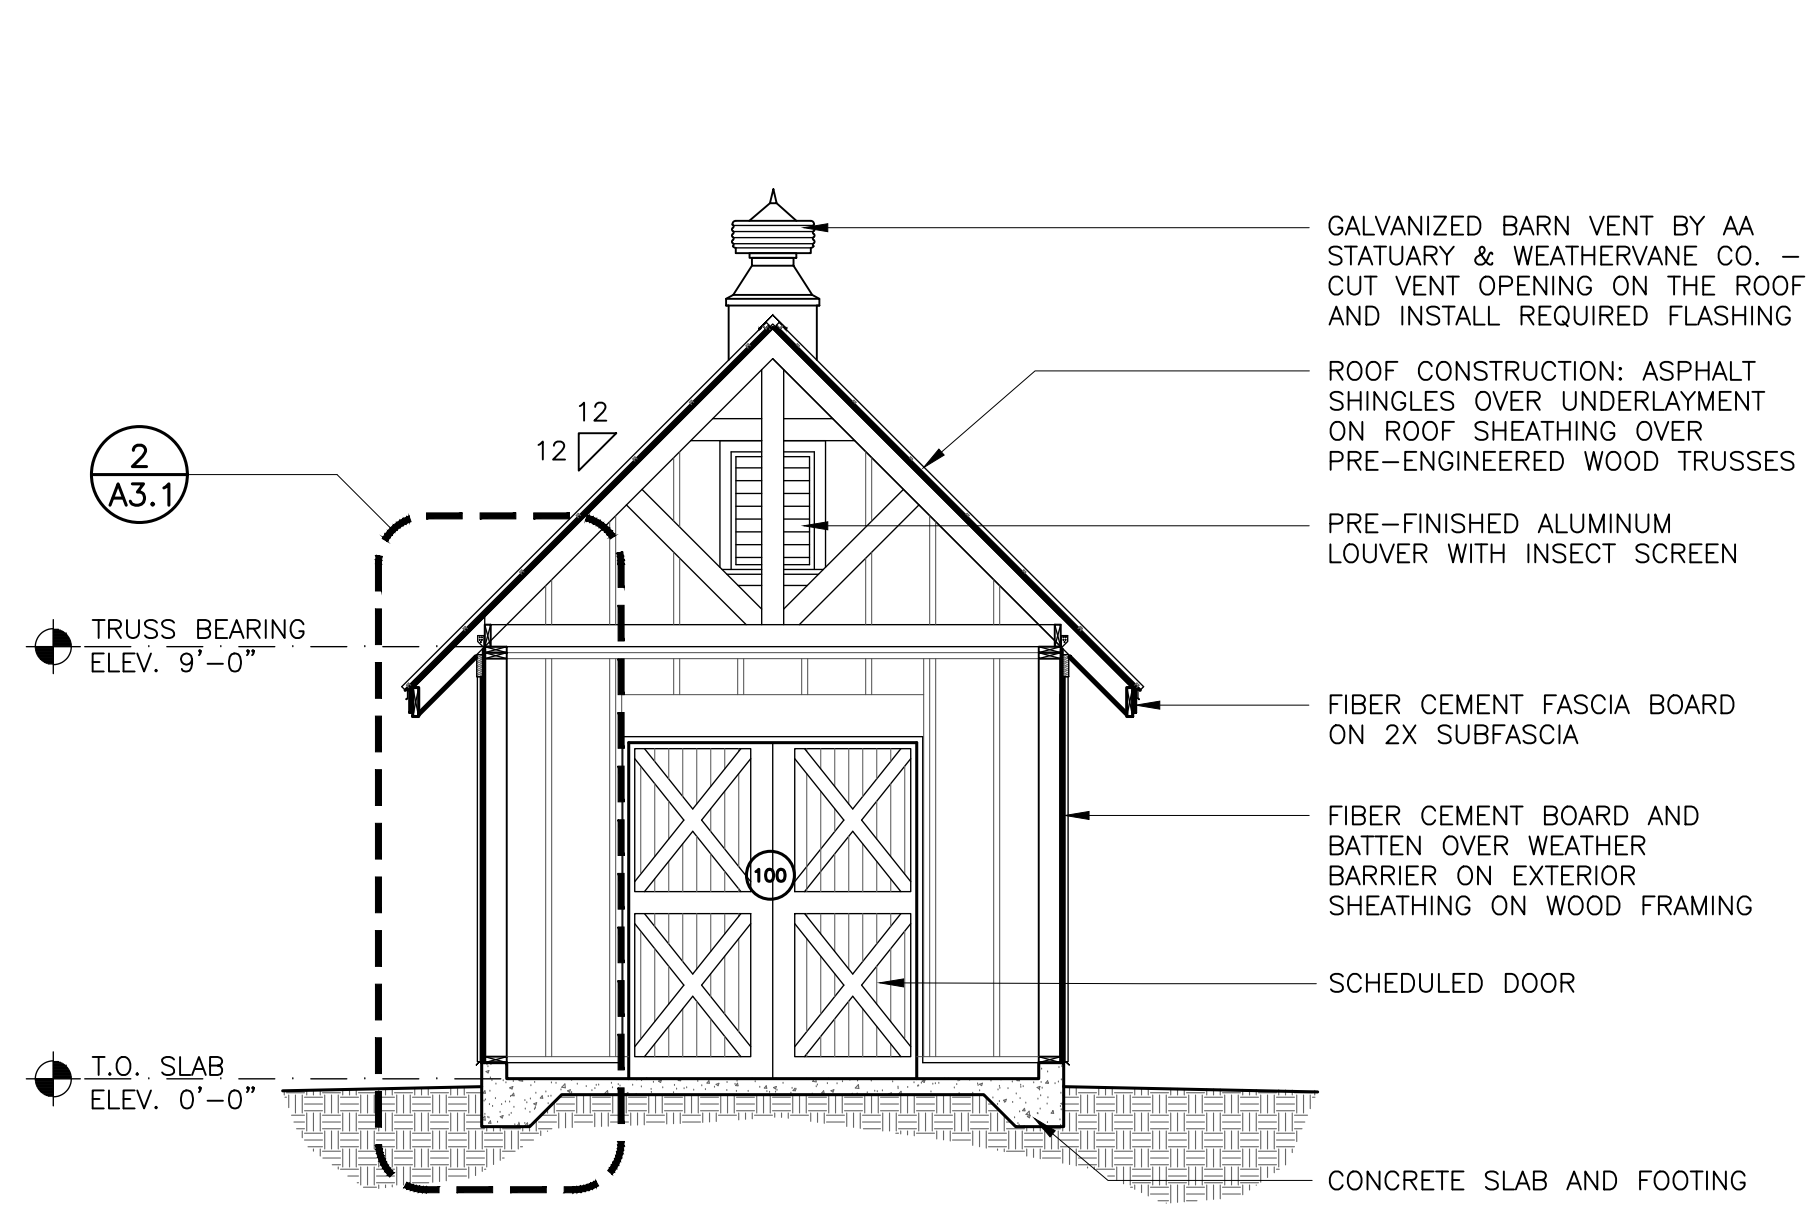 GALVANIZED BARN VENT BY AA
STATUARY & WEATHERVANE CO. –
CUT VENT OPENING ON THE ROOF
AND INSTALL REQUIRED FLASHING
ROOF CONSTRUCTION: ASPHALT
SHINGLES OVER UNDERLAYMENT
ON ROOF SHEATHING OVER
PRE–ENGINEERED WOOD TRUSSES
12
12
2
A3.1
PRE–FINISHED ALUMINUM
LOUVER WITH INSECT SCREEN
TRUSS BEARING
ELEV. 9'–0"
FIBER CEMENT FASCIA BOARD
ON 2X SUBFASCIA
FIBER CEMENT BOARD AND
BATTEN OVER WEATHER
BARRIER ON EXTERIOR
SHEATHING ON WOOD FRAMING
100
SCHEDULED DOOR
T.O. SLAB
ELEV. 0'–0"
CONCRETE SLAB AND FOOTING